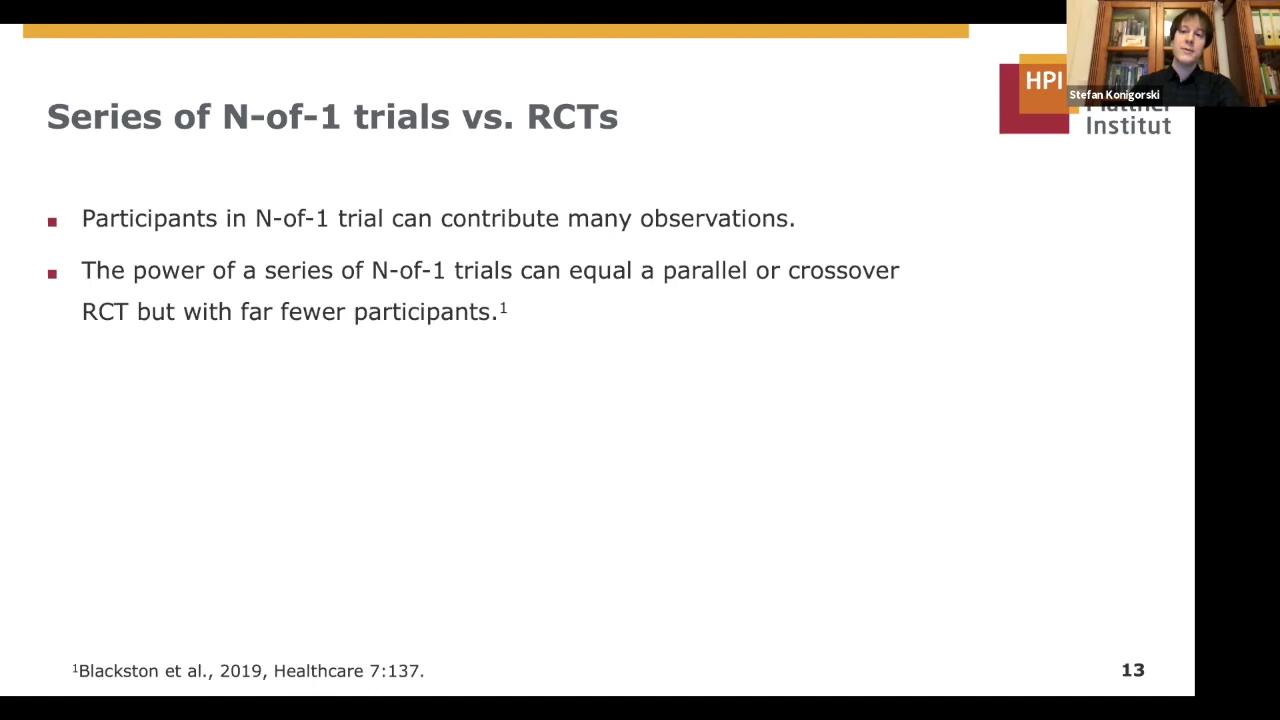 HPI
Stefan Konigorski
Institut
Series of N-of-1 trials vs. RCTs
Participants in N-of-1 trial can contribute many observations.
The power of a series of N-of-1 trials can equal a parallel or crossover
RCT but with far fewer participants.¹
¹Blackston et al., 2019, Healthcare 7:137.
13